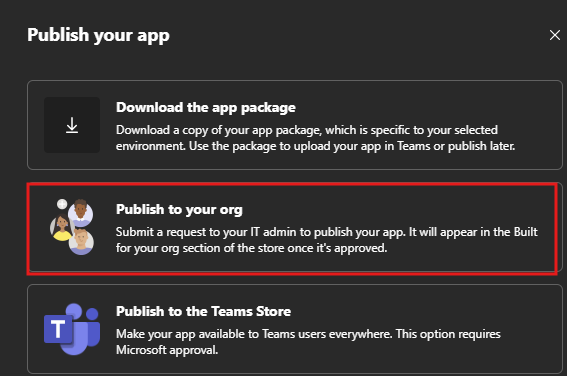 Publish your app
Download the app package
Download a copy of your app package, which is specific to your selected
environment. Use the package to upload your app in Teams or publish later.
Publish to your org
Submit a request to your IT admin to publish your app. It will appear in the Built
for your org section of the store once it's approved.
Publish to the Teams Store
Make your app available to Teams users everywhere. This option requires
Microsoft approval.